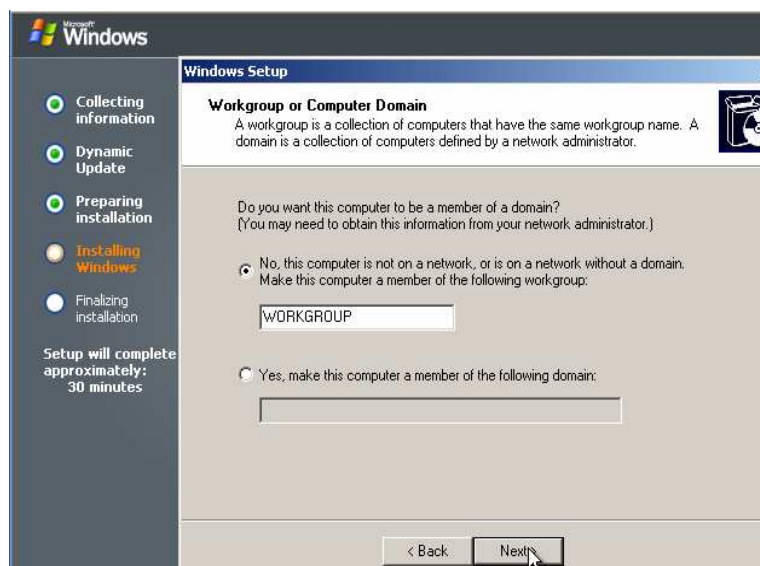 Microsoft
Windows
Collecting
information
Dynamic
Update
Preparing
installation
Installing
Windows
Finalizing
installation
Setup will complete
approximately:
30 minutes
Windows Setup
Workgroup or Computer Domain
A workgroup is a collection of computers that have the same workgroup name. A
domain is a collection of computers defined by a network administrator.
Do you want this computer to be a member of a domain?
(You may need to obtain this information from your network administrator.)
No, this computer is not on a network, or is on a network without a domain.
Make this computer a member of the following workgroup:
WORKGROUP
Yes, make this computer a member of the following domain:
< Back
Next >